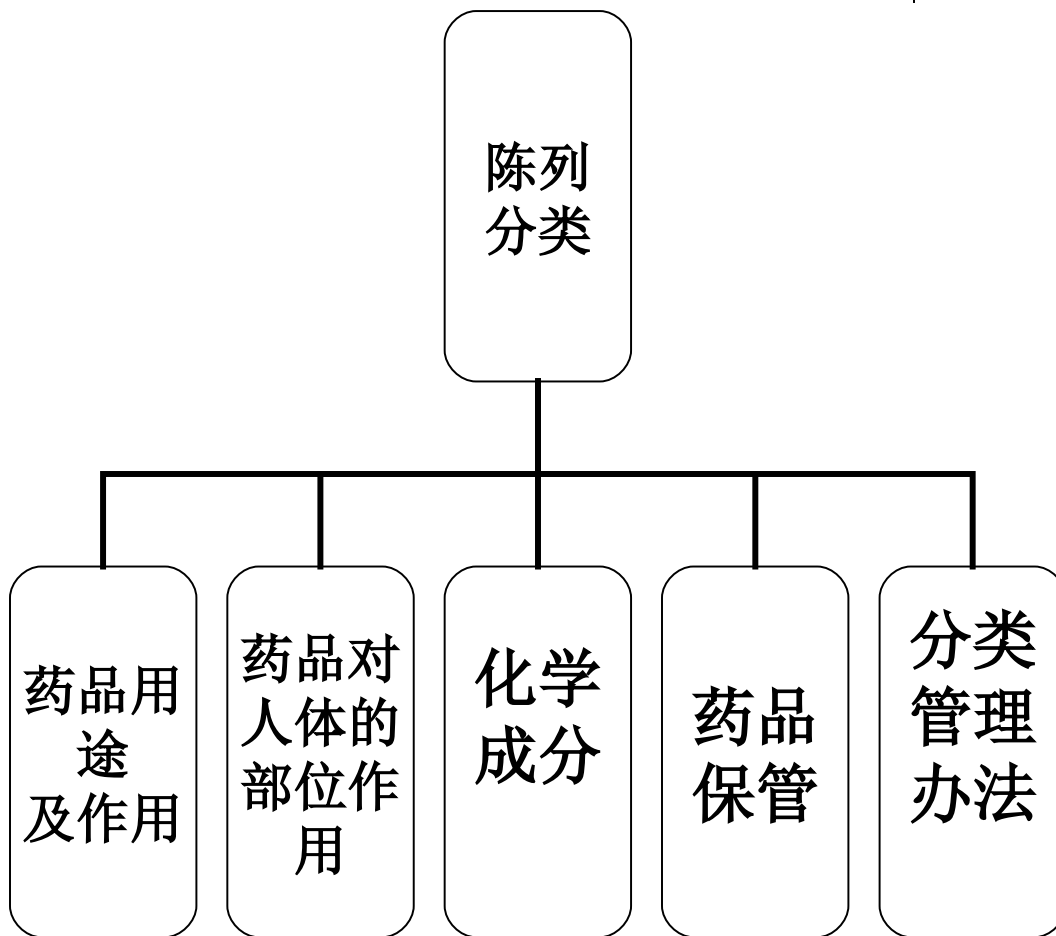 陈列
分类
药品用
途
及作用
药品对
人体的
部位作
用
化学
成分
药品
保管
分类
管理
办法